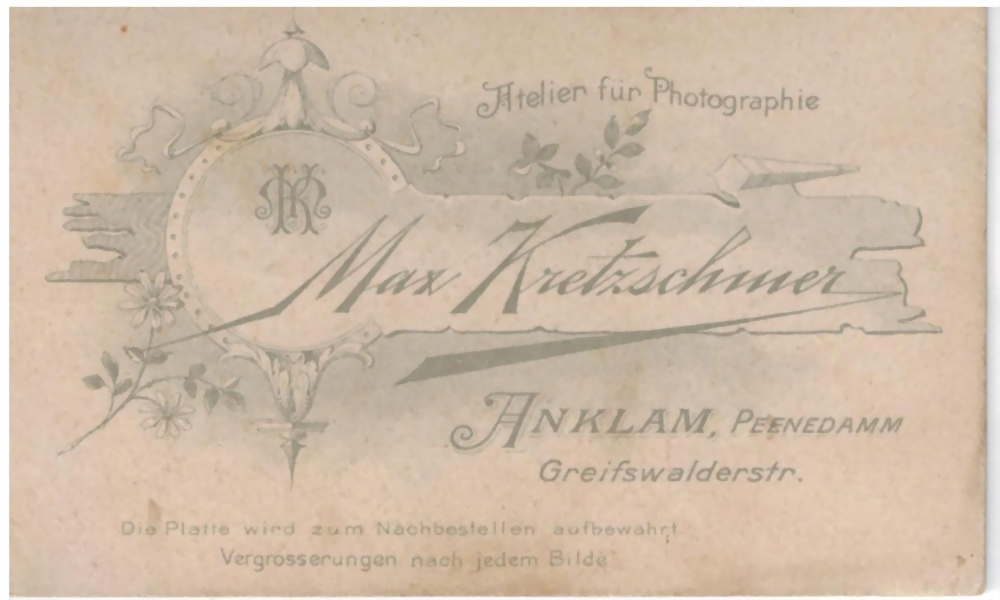 Atelier für Photographie
MK
Max Kretzschmer
ANKLAM, PEENEDAMM
Greifswalderstr.
Die Platte wird zum Nachbestellen aufbewahrt
Vergrösserungen nach jedem Bilde